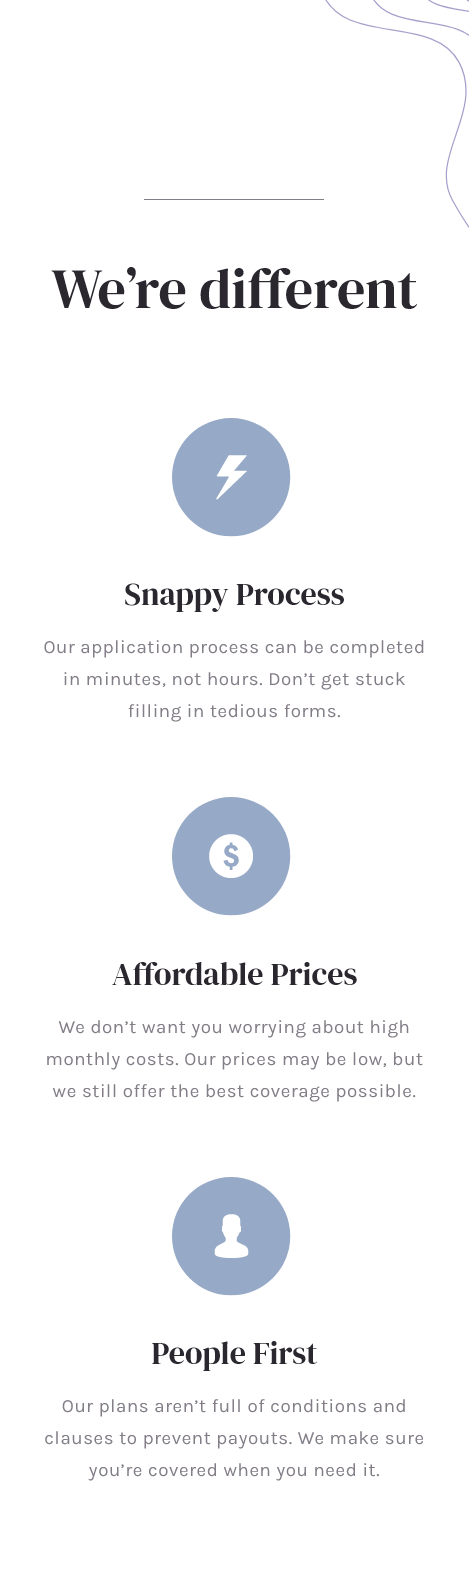 We’re different
Snappy Process
Our application process can be completed
in minutes, not hours. Don’t get stuck
filling in tedious forms.
$
Affordable Prices
We don’t want you worrying about high
monthly costs. Our prices may be low, but
we still offer the best coverage possible.
People First
Our plans aren’t full of conditions and
clauses to prevent payouts. We make sure
you’re covered when you need it.